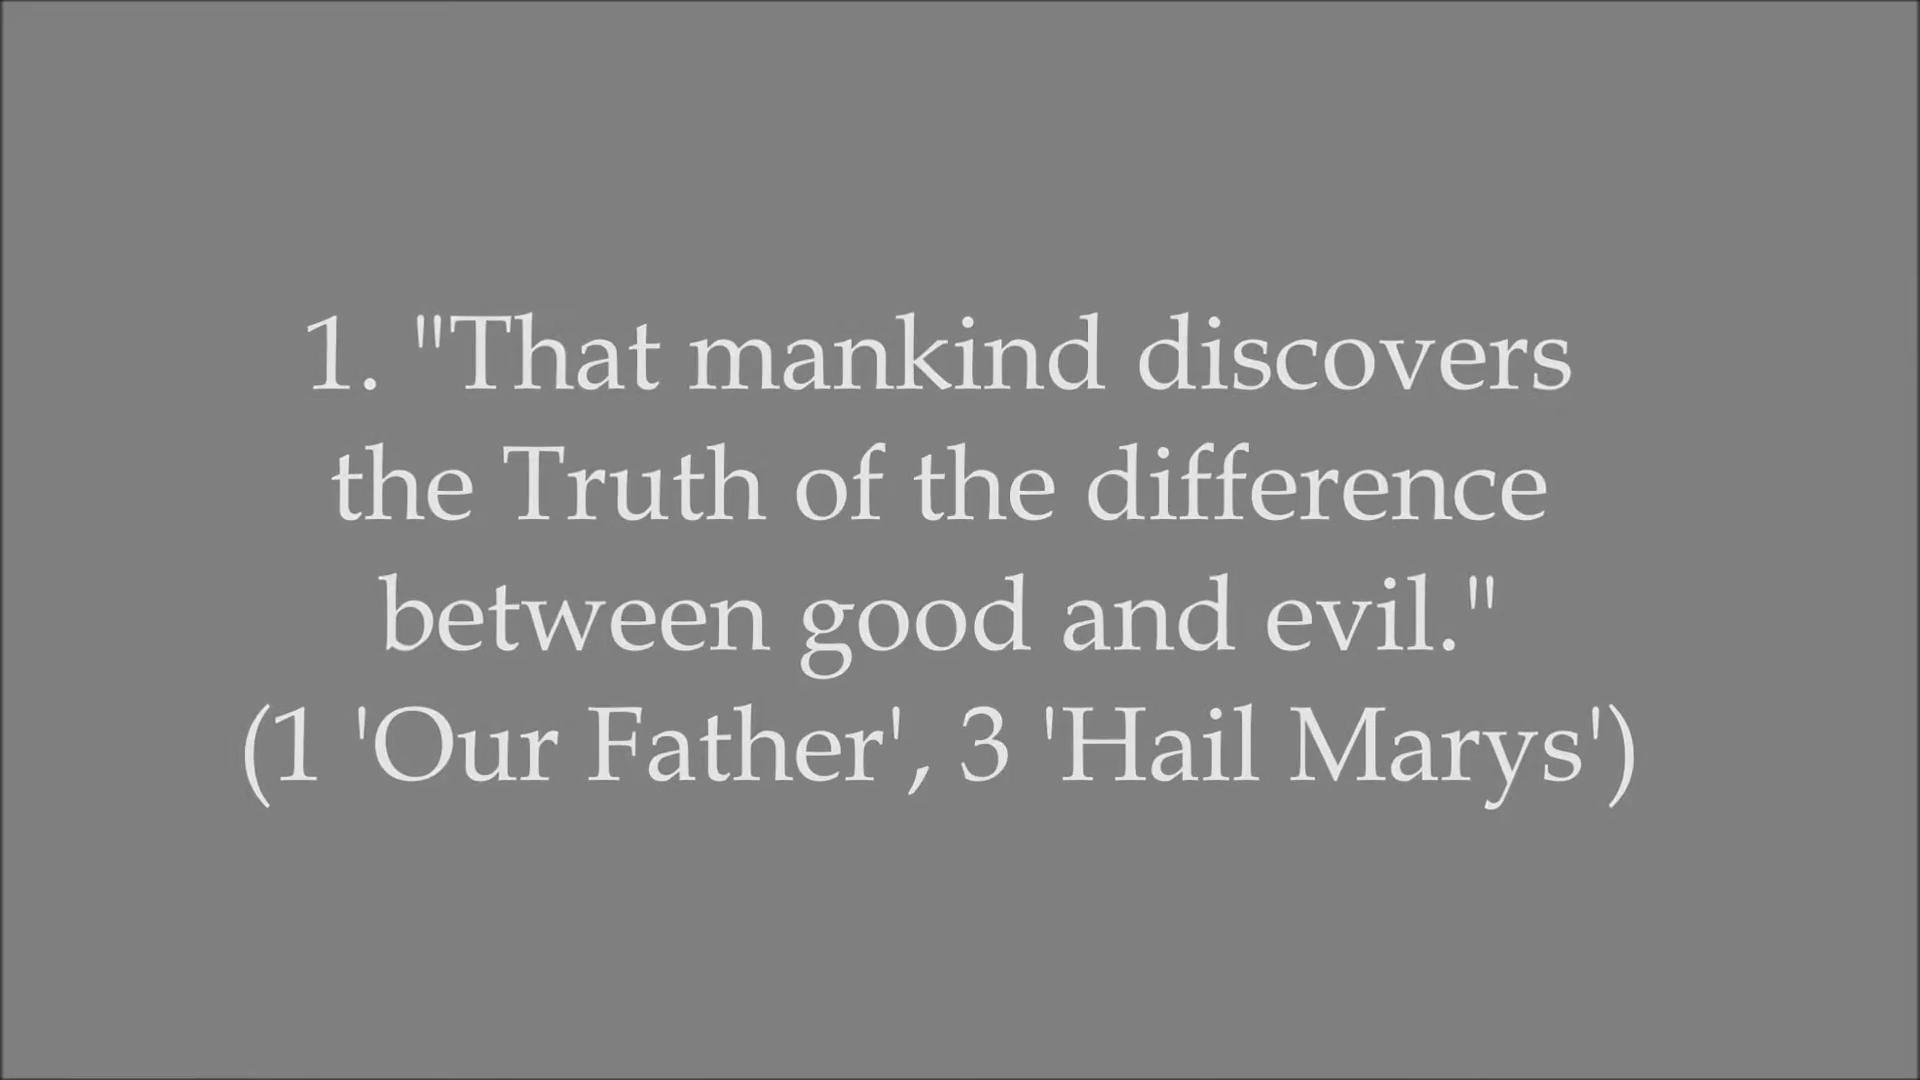 1. "That mankind discovers
the Truth of the difference
between good and evil."
(1 'Our Father', 3 'Hail Marys')